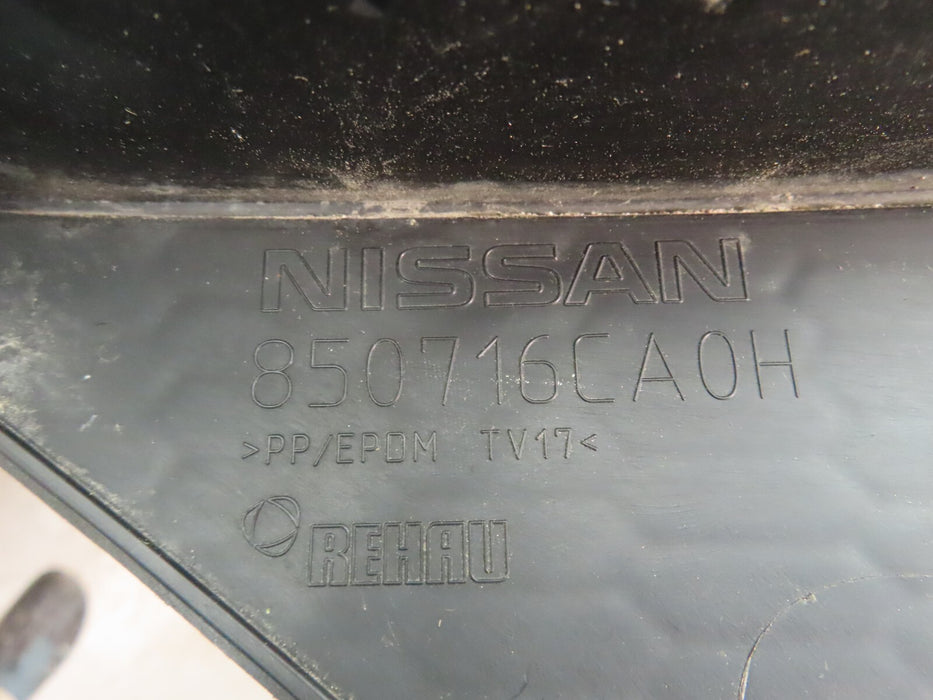 NISSAN
850716CA0H
>PP/EPDM TV17<
REHAU